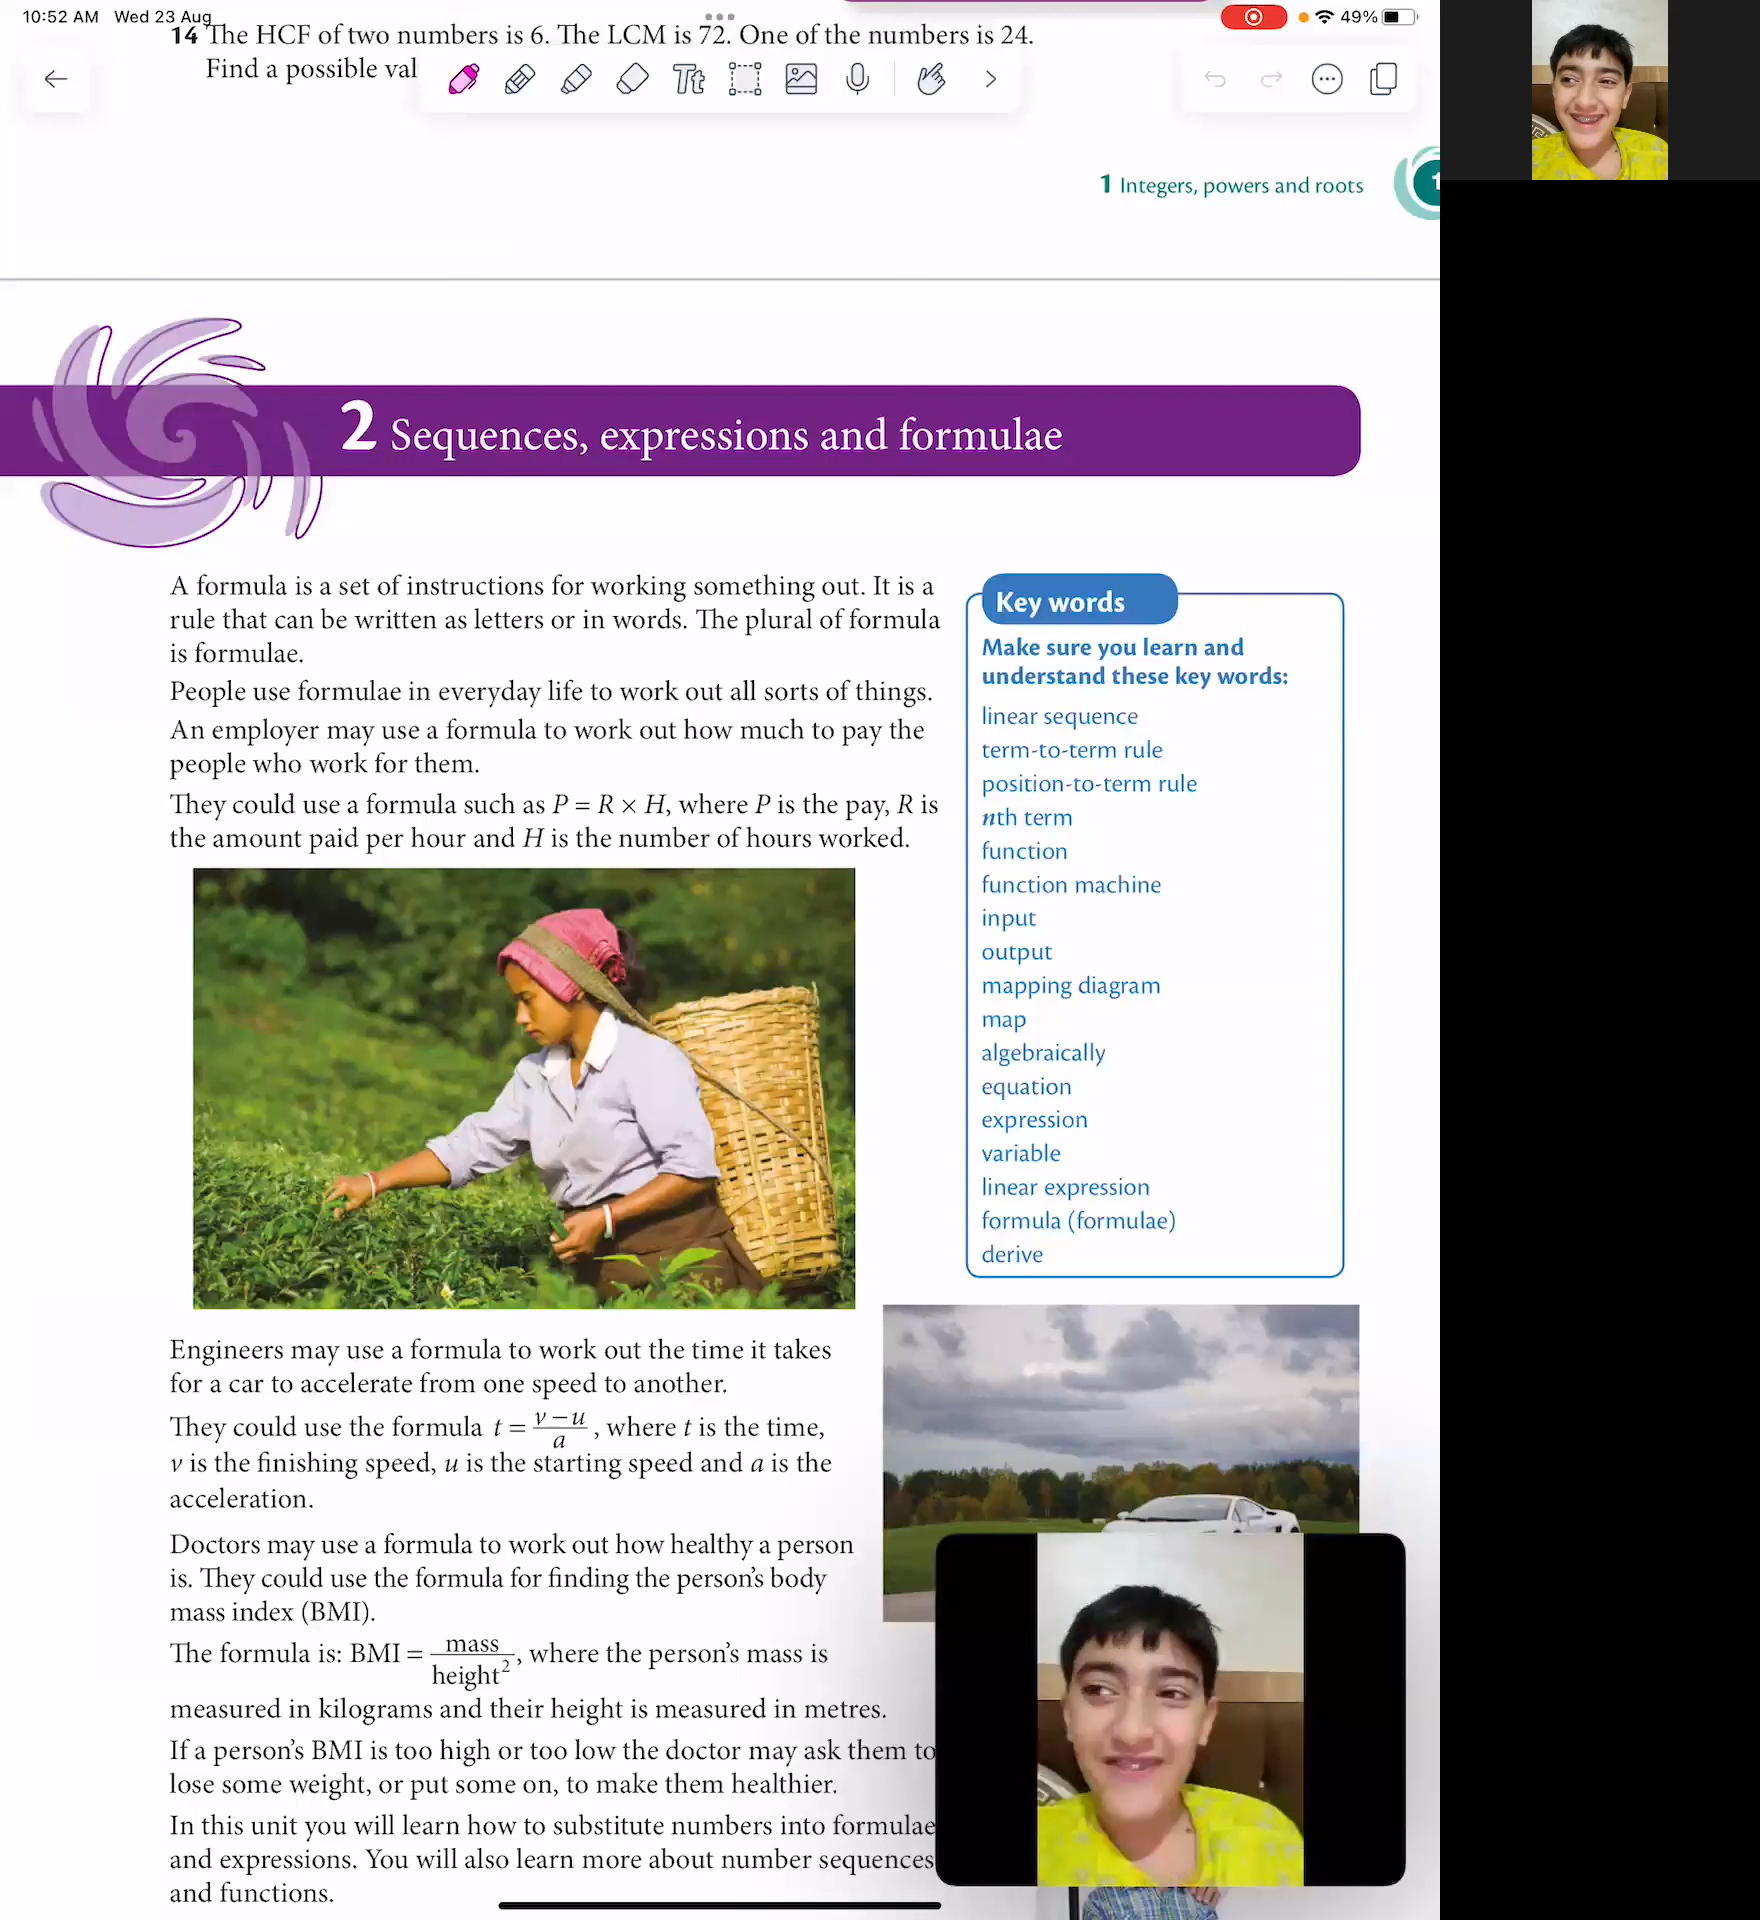 10:52 AM Wed 23 Aug
49%
14 The HCF of two numbers is 6. The LCM is 72. One of the numbers is 24.
Find a possible val
Tt
1 Integers, powers and roots
1
2 Sequences, expressions and formulae
A formula is a set of instructions for working something out. It is a
rule that can be written as letters or in words. The plural of formula
is formulae.
People use formulae in everyday life to work out all sorts of things.
An employer may use a formula to work out how much to pay the
people who work for them.
They could use a formula such as P = R × H, where P is the pay, R is
the amount paid per hour and H is the number of hours worked.
Key words
Make sure you learn and
understand these key words:
linear sequence
term-to-term rule
position-to-term rule
nth term
function
function machine
input
output
mapping diagram
map
algebraically
equation
expression
variable
linear expression
formula (formulae)
derive
Engineers may use a formula to work out the time it takes
for a car to accelerate from one speed to another.
They could use the formula t = v − u / a, where t is the time,
v is the finishing speed, u is the starting speed and a is the
acceleration.
Doctors may use a formula to work out how healthy a person
is. They could use the formula for finding the person's body
mass index (BMI).
The formula is: BMI = mass / height², where the person's mass is
measured in kilograms and their height is measured in metres.
If a person's BMI is too high or too low the doctor may ask them to
lose some weight, or put some on, to make them healthier.
In this unit you will learn how to substitute numbers into formulae
and expressions. You will also learn more about number sequences
and functions.